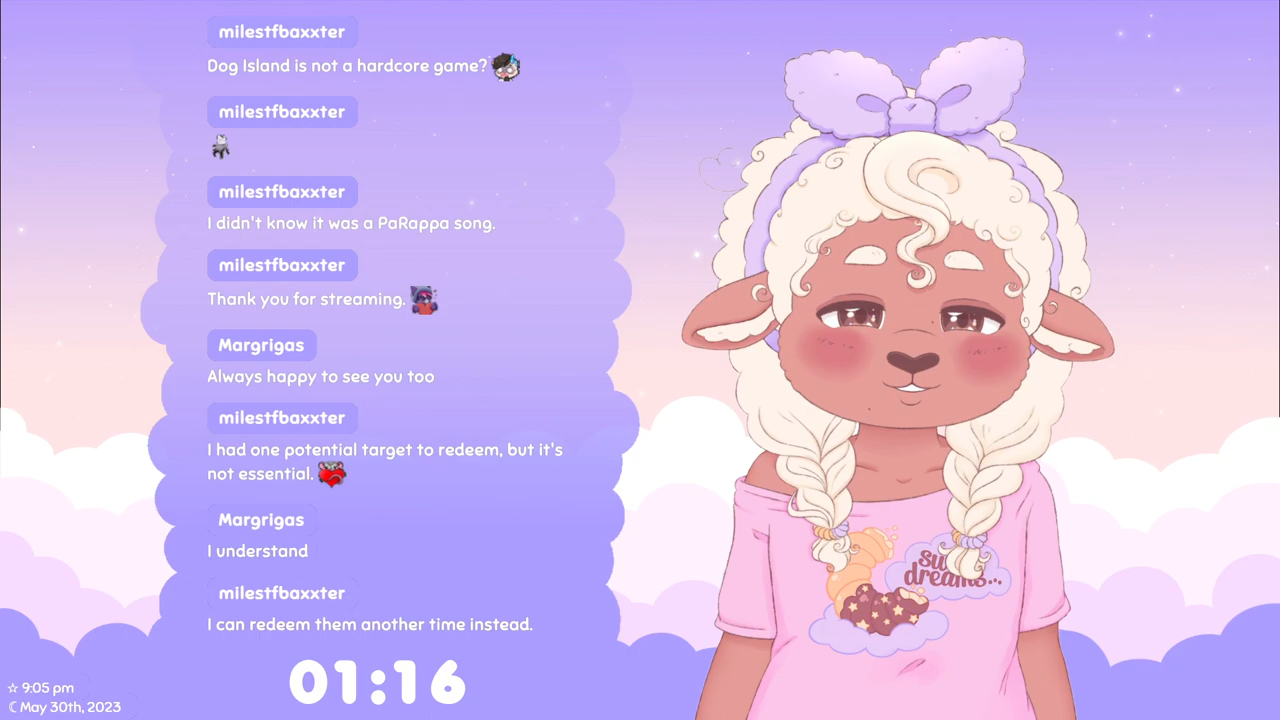 milestfbaxxter
Dog Island is not a hardcore game?
milestfbaxxter
milestfbaxxter
I didn't know it was a PaRappa song.
milestfbaxxter
Thank you for streaming.
Margrigas
Always happy to see you too
milestfbaxxter
I had one potential target to redeem, but it's
not essential.
Margrigas
I understand
milestfbaxxter
I can redeem them another time instead.
01:16
☆ 9:05 pm
☾ May 30th, 2023
dreams...